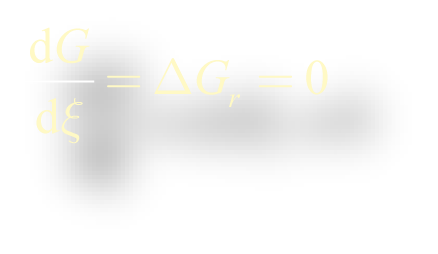 dG/dξ = ΔG_r = 0